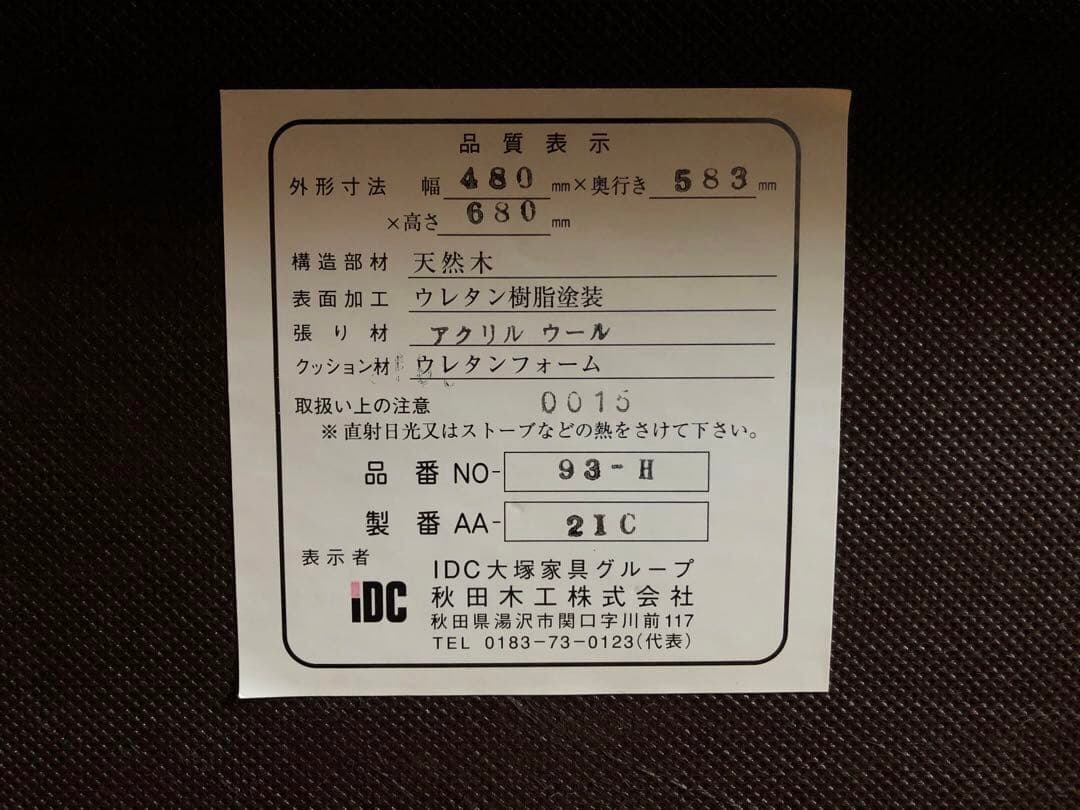 品質表示
外形寸法 幅 480 mm×奥行き 583 mm
×高さ 680 mm
構造部材 天然木
表面加工 ウレタン樹脂塗装
張り材 アクリル ウール
クッション材 ウレタンフォーム
取扱い上の注意 0015
※直射日光又はストーブなどの熱をさけて下さい。
品番 NO- 93-H
製番 AA- 21C
表示者
iDC IDC大塚家具グループ
秋田木工株式会社
秋田県湯沢市関口字川前117
TEL 0183-73-0123(代表)